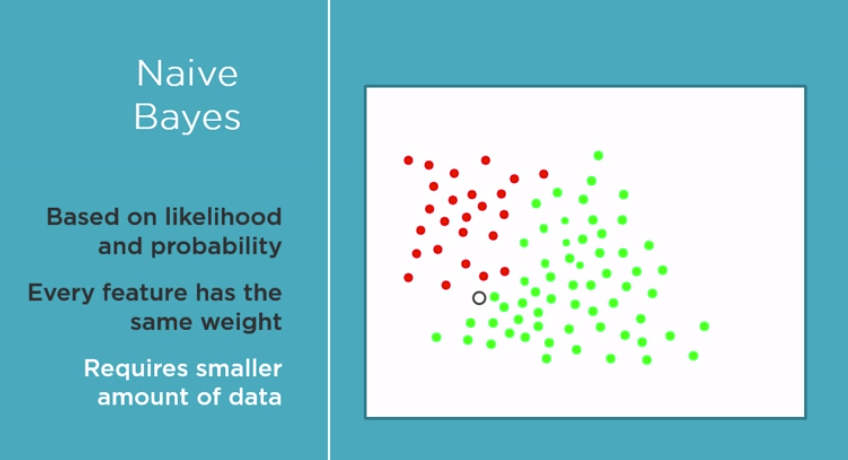 Naive
Bayes
Based on likelihood
and probability
Every feature has the
same weight
Requires smaller
amount of data